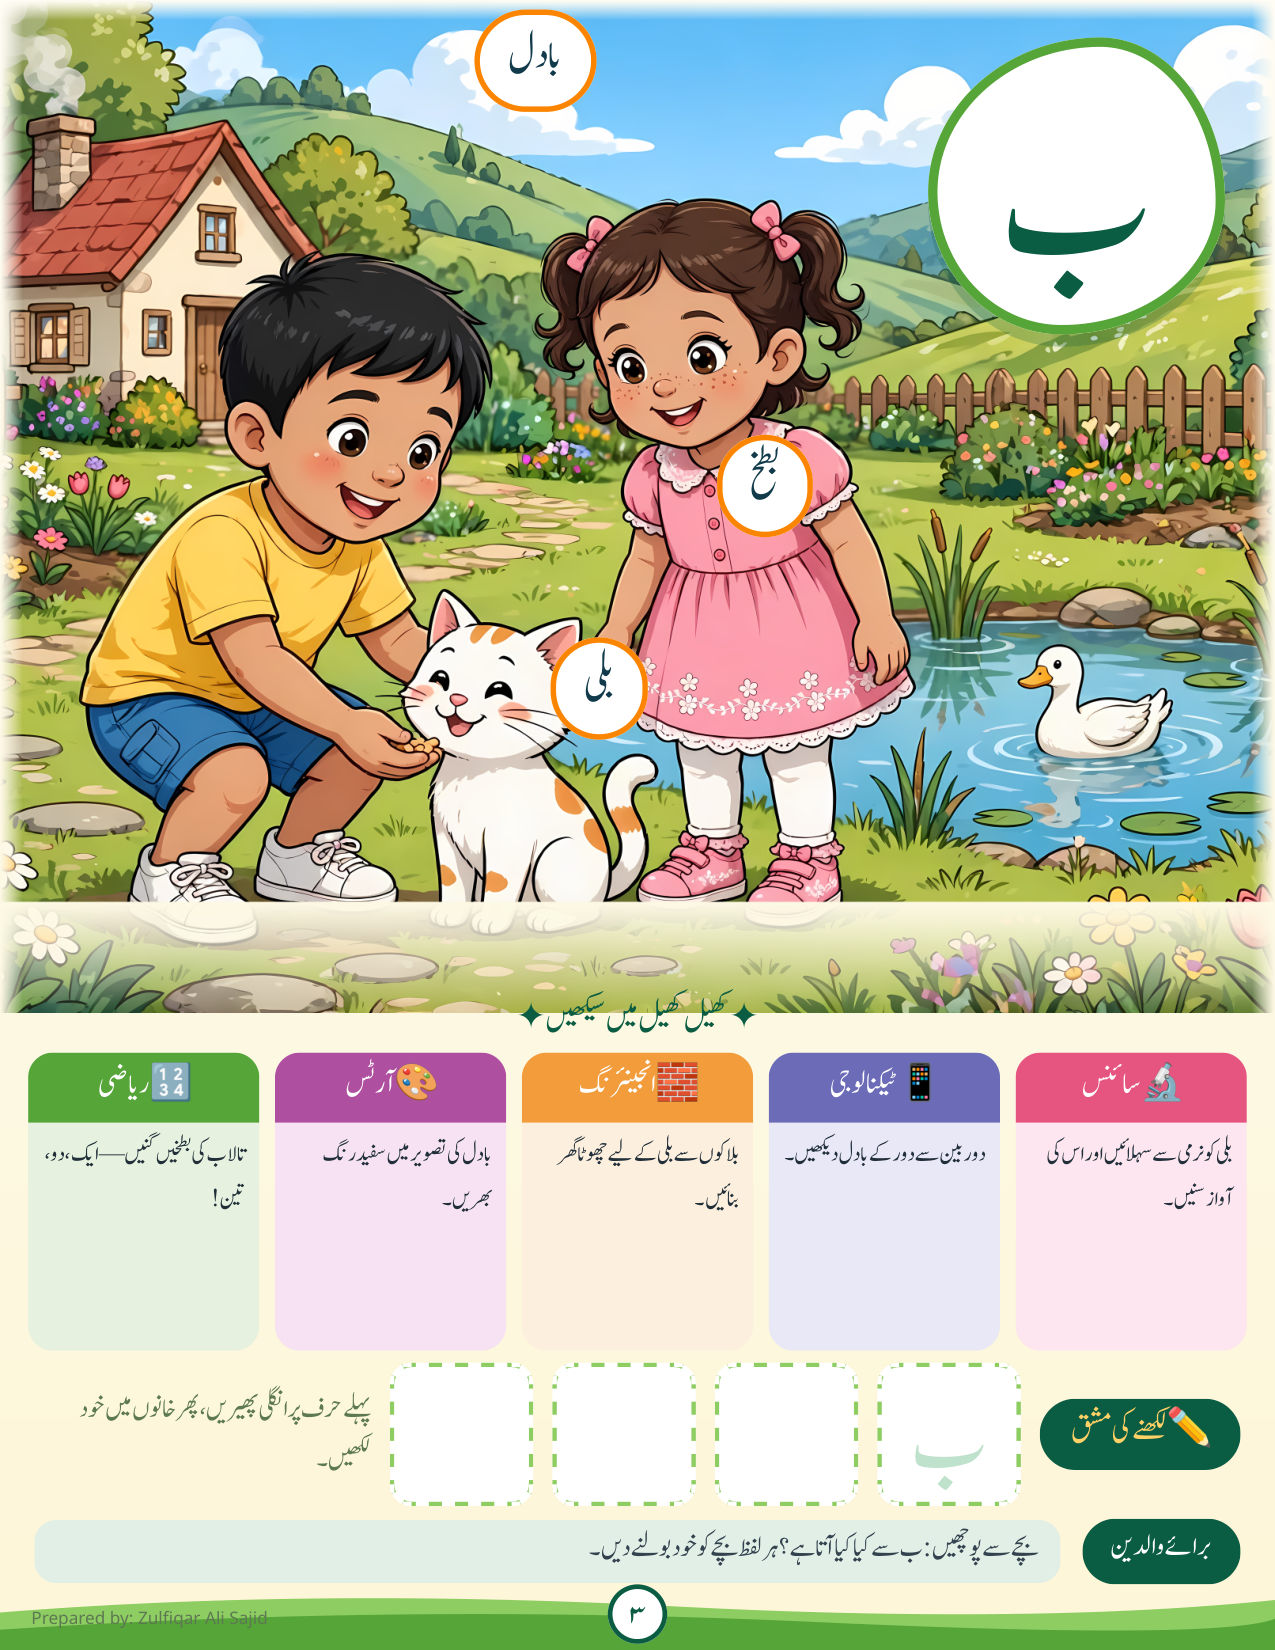 بادل
ب
بطخ
بلی
✦ کھیل کھیل میں سیکھیں ✦
🔬 سائنس
بلی کو نرمی سے سہلائیں اور اس کی
آواز سنیں۔
📱 ٹیکنالوجی
دوربین سے دور کے بادل دیکھیں۔
🧱 انجینئرنگ
بلاکوں سے بلی کے لیے چھوٹا گھر
بنائیں۔
🎨 آرٹس
بادل کی تصویر میں سفید رنگ
بھریں۔
🔢 ریاضی
تالاب کی بطخیں گنیں — ایک، دو،
تین!
✏️ لکھنے کی مشق
ب
پہلے حرف پر انگلی پھیریں، پھر خانوں میں خود
لکھیں۔
برائے والدین
بچے سے پوچھیں: ب سے کیا کیا آتا ہے؟ ہر لفظ بچے کو خود بولنے دیں۔
۳
Prepared by: Zulfiqar Ali Sajid